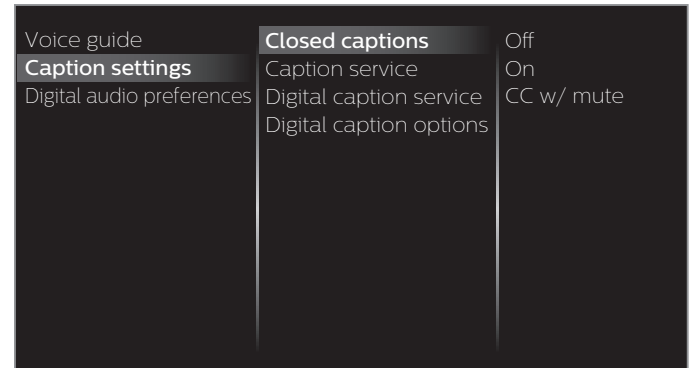 Voice guide
Caption settings
Digital audio preferences
Closed captions
Caption service
Digital caption service
Digital caption options
Off
On
CC w/ mute